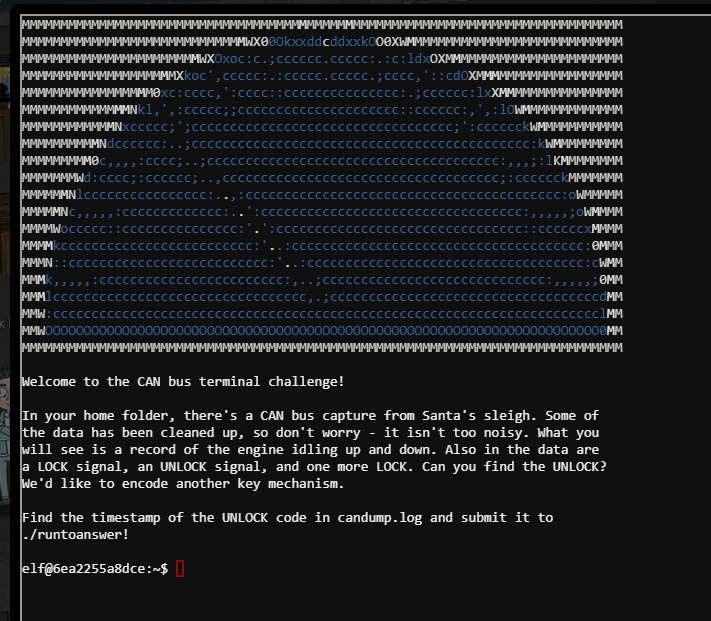 Welcome to the CAN bus terminal challenge!
In your home folder, there's a CAN bus capture from Santa's sleigh. Some of
the data has been cleaned up, so don't worry - it isn't too noisy. What you
will see is a record of the engine idling up and down. Also in the data are
a LOCK signal, an UNLOCK signal, and one more LOCK. Can you find the UNLOCK?
We'd like to encode another key mechanism.
Find the timestamp of the UNLOCK code in candump.log and submit it to
./runtoanswer!
elf@6ea2255a8dce:~$